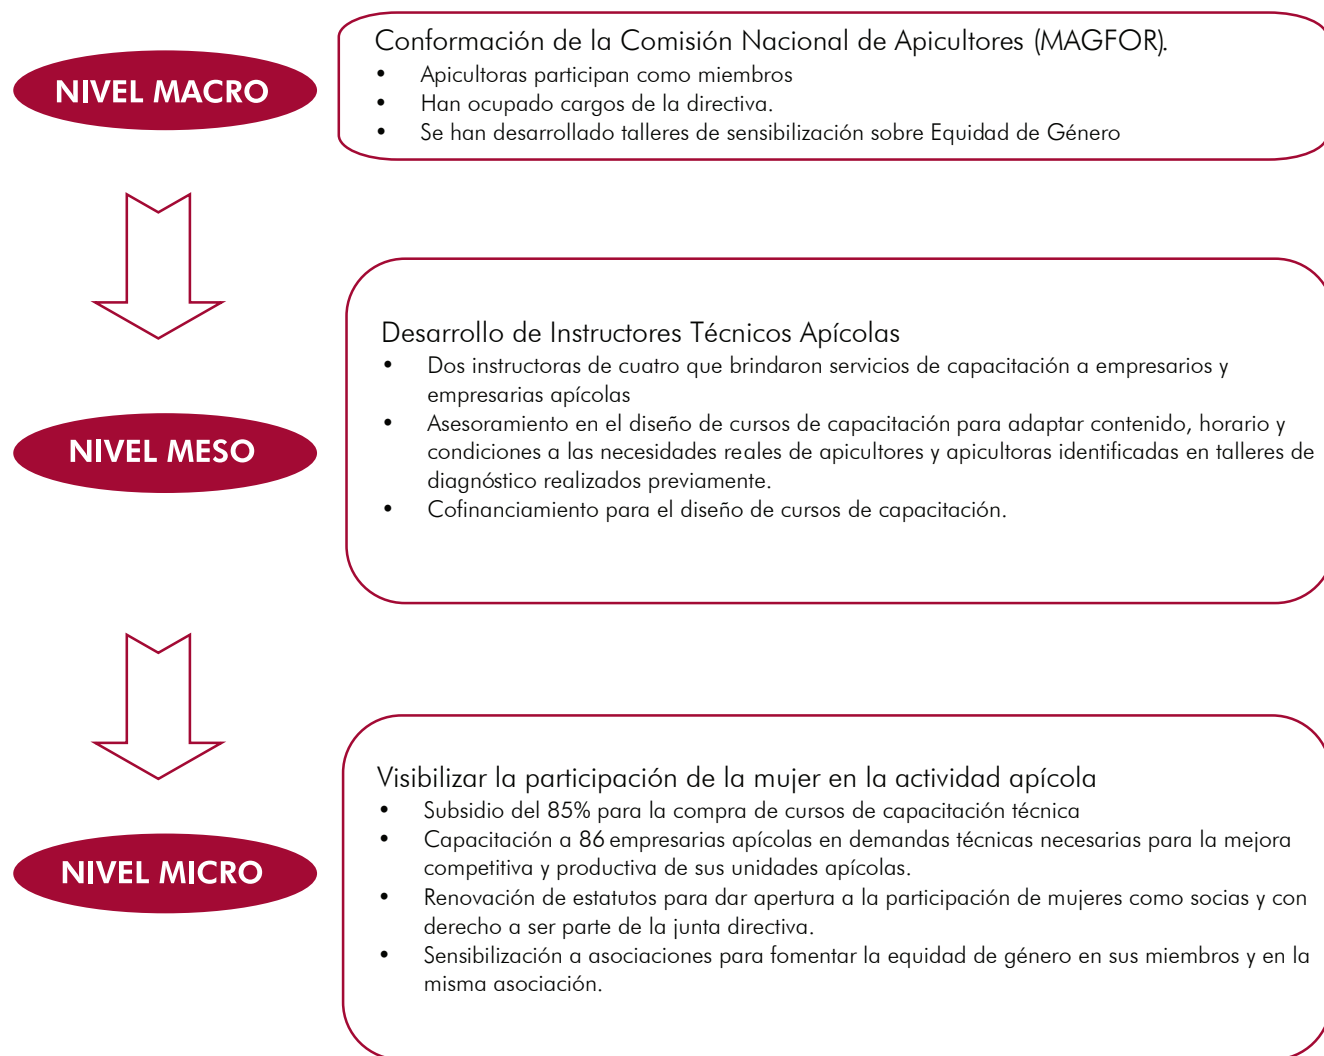 NIVEL MACRO
Conformación de la Comisión Nacional de Apicultores (MAGFOR).
• Apicultoras participan como miembros
• Han ocupado cargos de la directiva.
• Se han desarrollado talleres de sensibilización sobre Equidad de Género
NIVEL MESO
Desarrollo de Instructores Técnicos Apícolas
• Dos instructoras de cuatro que brindaron servicios de capacitación a empresarios y
empresarias apícolas
• Asesoramiento en el diseño de cursos de capacitación para adaptar contenido, horario y
condiciones a las necesidades reales de apicultores y apicultoras identificadas en talleres de
diagnóstico realizados previamente.
• Cofinanciamiento para el diseño de cursos de capacitación.
NIVEL MICRO
Visibilizar la participación de la mujer en la actividad apícola
• Subsidio del 85% para la compra de cursos de capacitación técnica
• Capacitación a 86 empresarias apícolas en demandas técnicas necesarias para la mejora
competitiva y productiva de sus unidades apícolas.
• Renovación de estatutos para dar apertura a la participación de mujeres como socias y con
derecho a ser parte de la junta directiva.
• Sensibilización a asociaciones para fomentar la equidad de género en sus miembros y en la
misma asociación.